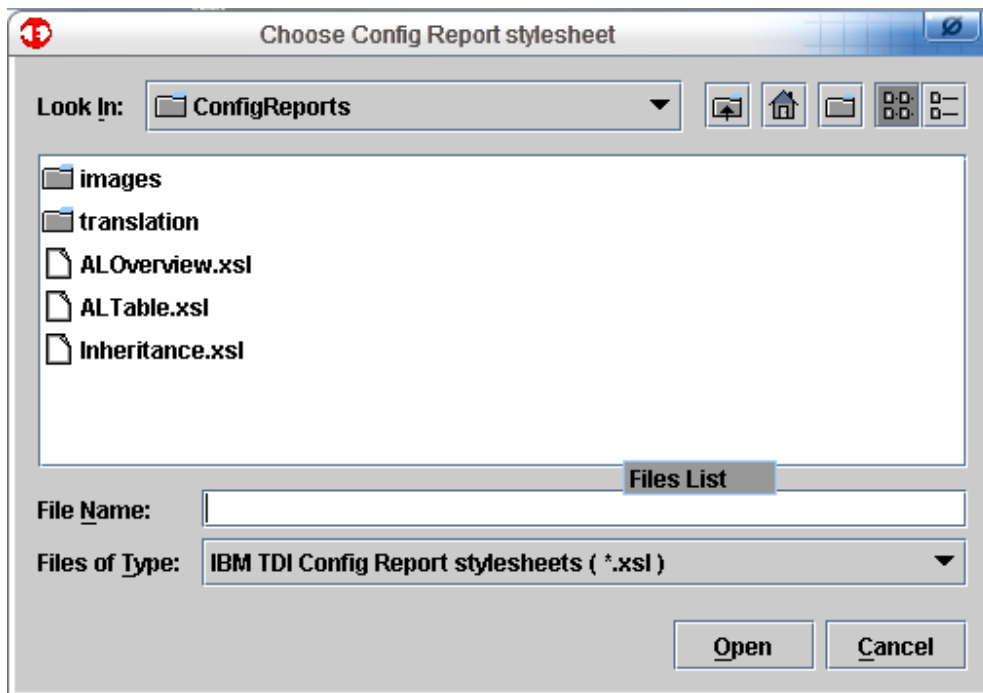 Choose Config Report stylesheet
Look In: ConfigReports
images
translation
ALOverview.xsl
ALTable.xsl
Inheritance.xsl
Files List
File Name:
Files of Type: IBM TDI Config Report stylesheets ( *.xsl )
Open Cancel